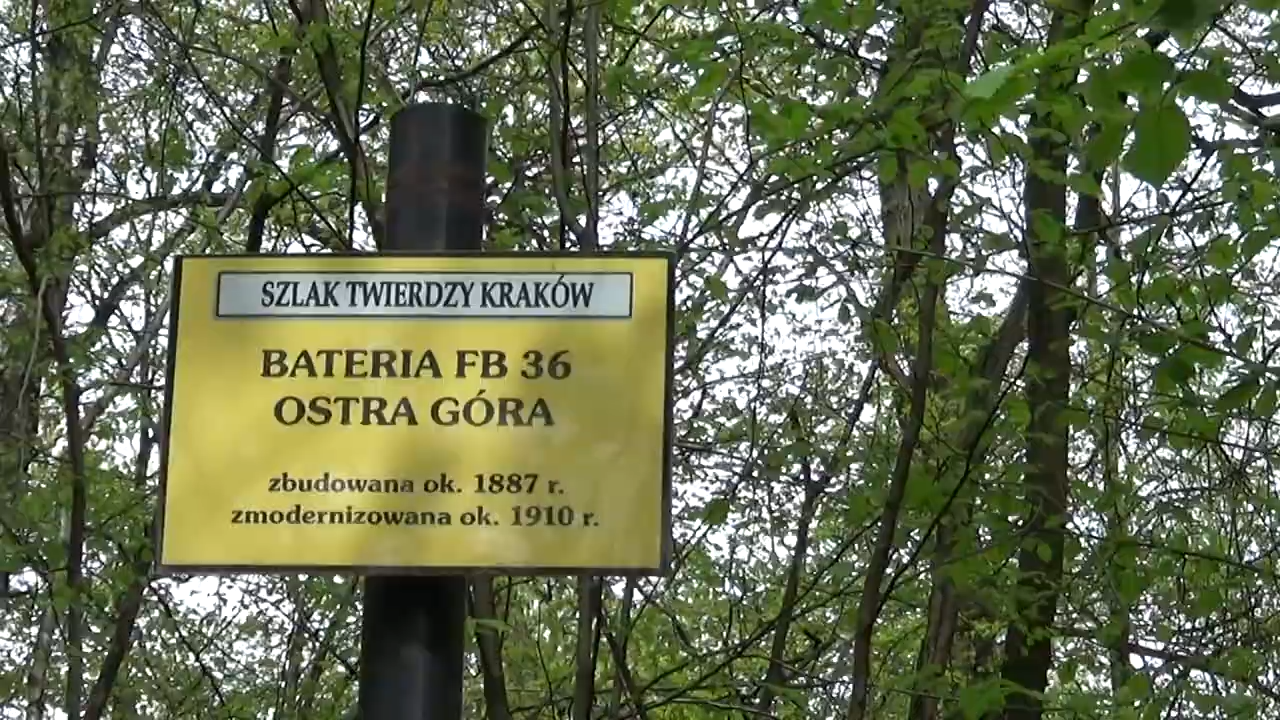 SZLAK TWIERDZY KRAKÓW
BATERIA FB 36
OSTRA GÓRA
zbudowana ok. 1887 r.
zmodernizowana ok. 1910 r.